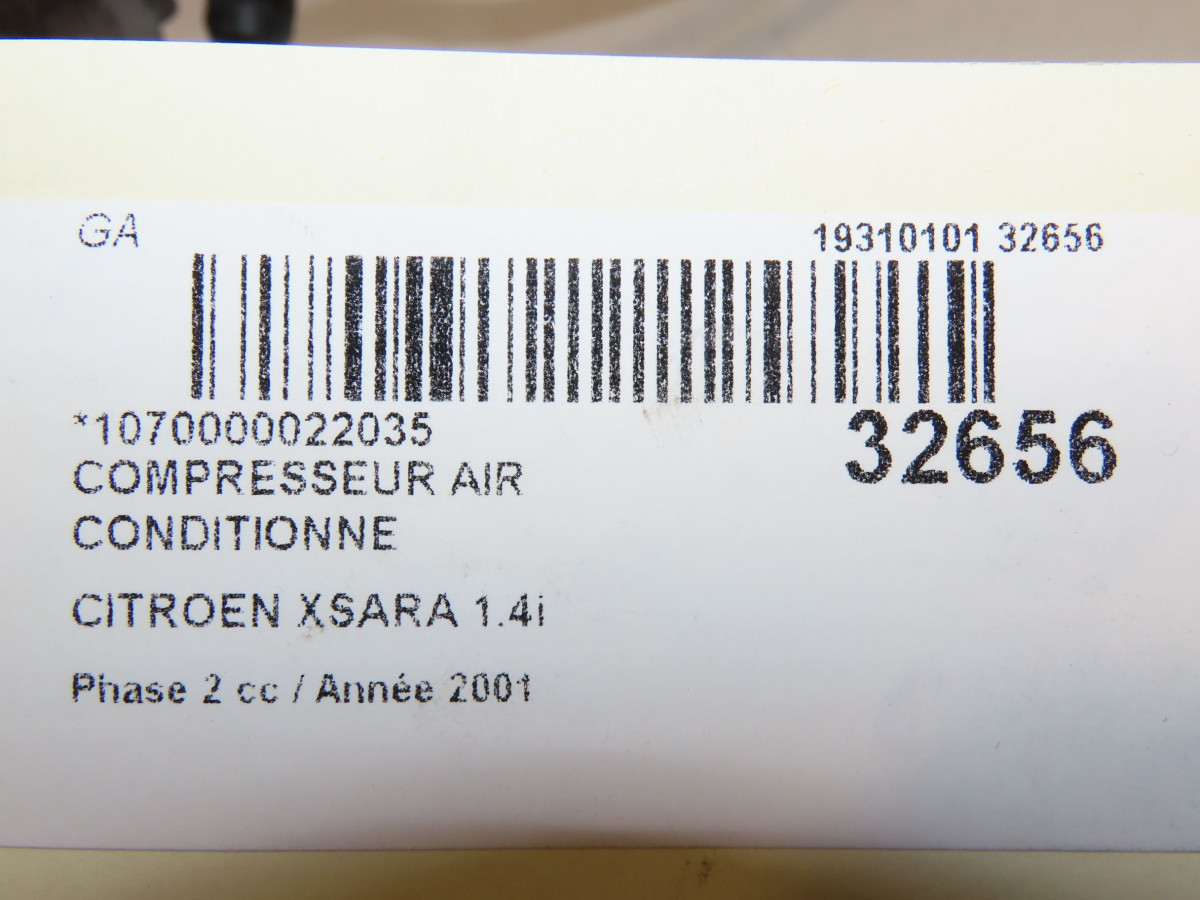 GA
19310101 32656
*1070000022035
32656
COMPRESSEUR AIR
CONDITIONNE
CITROEN XSARA 1.4i
Phase 2 cc / Année 2001